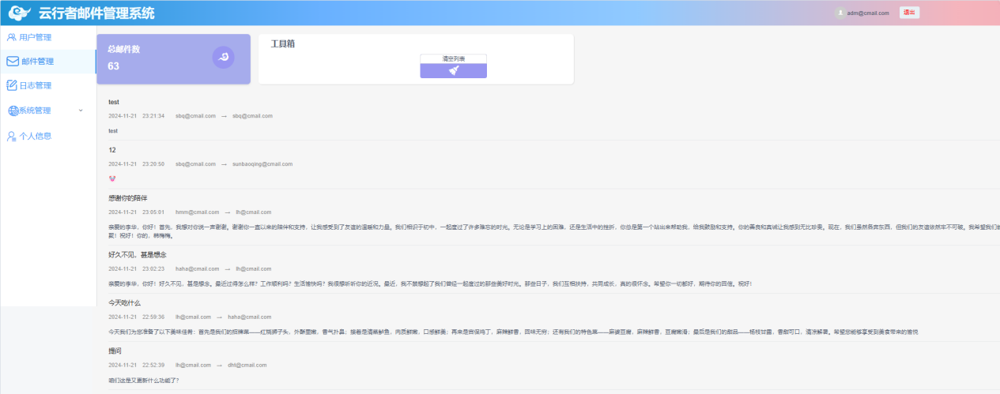 云行者邮件管理系统
adm@cmail.com 退出
用户管理
邮件管理
日志管理
系统管理
个人信息
总邮件数
63
工具箱
清空列表
test
2024-11-21 23:21:34 sbq@cmail.com → sbq@cmail.com
test
12
2024-11-21 23:20:50 sbq@cmail.com → sunbaoqing@cmail.com
感谢你的陪伴
2024-11-21 23:05:01 hmm@cmail.com → lh@cmail.com
亲爱的李华，你好！首先，我想对你说一声谢谢。谢谢你一直以来的陪伴和支持，让我感受到了友谊的温暖和力量。我们相识于初中，一起度过了许多难忘的时光。无论是学习上的困难，还是生活中的挫折，你总是第一个站出来帮助我，给我鼓励和支持。你的善良和真诚让我感到无比珍贵。现在，我们虽然各奔东西，但我们的友谊依然牢不可破。我希望我们
夏！祝好！你的，韩梅梅。
好久不见，甚是想念
2024-11-21 23:02:23 haha@cmail.com → lh@cmail.com
亲爱的李华，你好！好久不见，甚是想念。最近过得怎么样？工作顺利吗？生活愉快吗？我很想听听你的近况。最近，我不禁想起了我们曾经一起度过的那些美好时光。那些日子，我们互相扶持，共同成长，真的很怀念。希望你一切都好，期待你的回信。祝好！
今天吃什么
2024-11-21 22:59:36 lh@cmail.com → haha@cmail.com
今天我们为您准备了以下美味佳肴：首先是我们的招牌菜——红烧狮子头，外酥里嫩，香气扑鼻；接着是清蒸鲈鱼，肉质鲜嫩，口感鲜美；再来是宫保鸡丁，麻辣鲜香，回味无穷；还有我们的特色菜——麻婆豆腐，麻辣鲜香，豆腐嫩滑；最后是我们的甜品——杨枝甘露，香甜可口，清凉解暑。希望您能够享受到美食带来的愉悦
提问
2024-11-21 22:52:39 lh@cmail.com → dht@cmail.com
咱们这是又更新什么功能了？